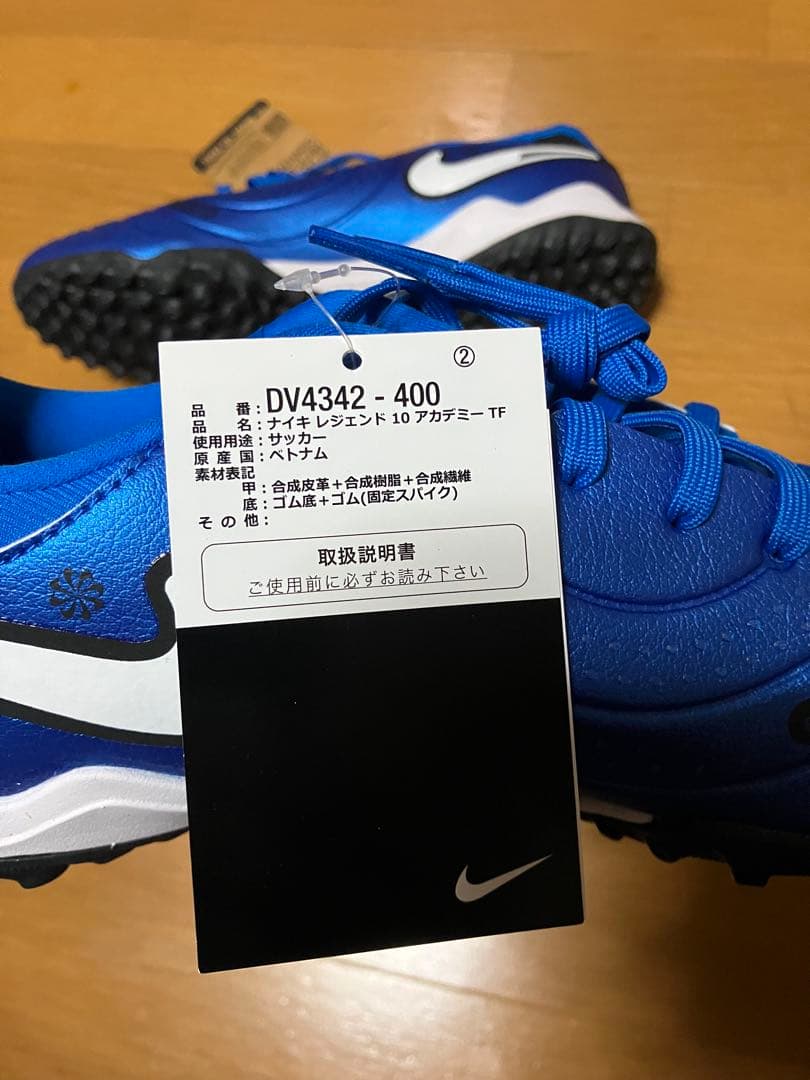 ②
品 番：DV4342 - 400
品 名：ナイキ レジェンド 10 アカデミー TF
使用用途：サッカー
原 産 国：ベトナム
素材表記
甲：合成皮革＋合成樹脂＋合成繊維
底：ゴム底＋ゴム(固定スパイク)
そ の 他：
取扱説明書
ご使用前に必ずお読み下さい